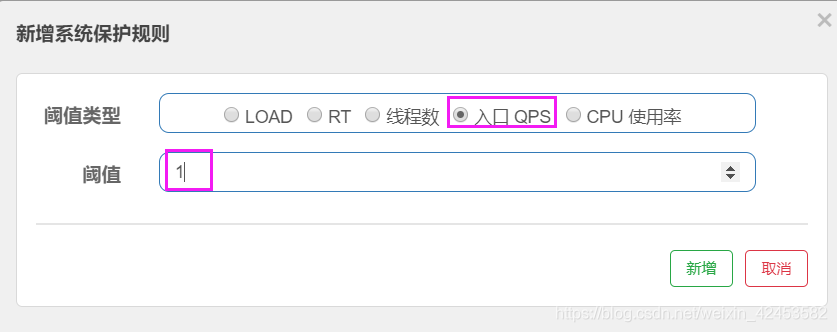 新增系统保护规则
×
阈值类型 LOAD RT 线程数 入口 QPS CPU 使用率
阈值 1
新增 取消
https://blog.csdn.net/weixin_42453582